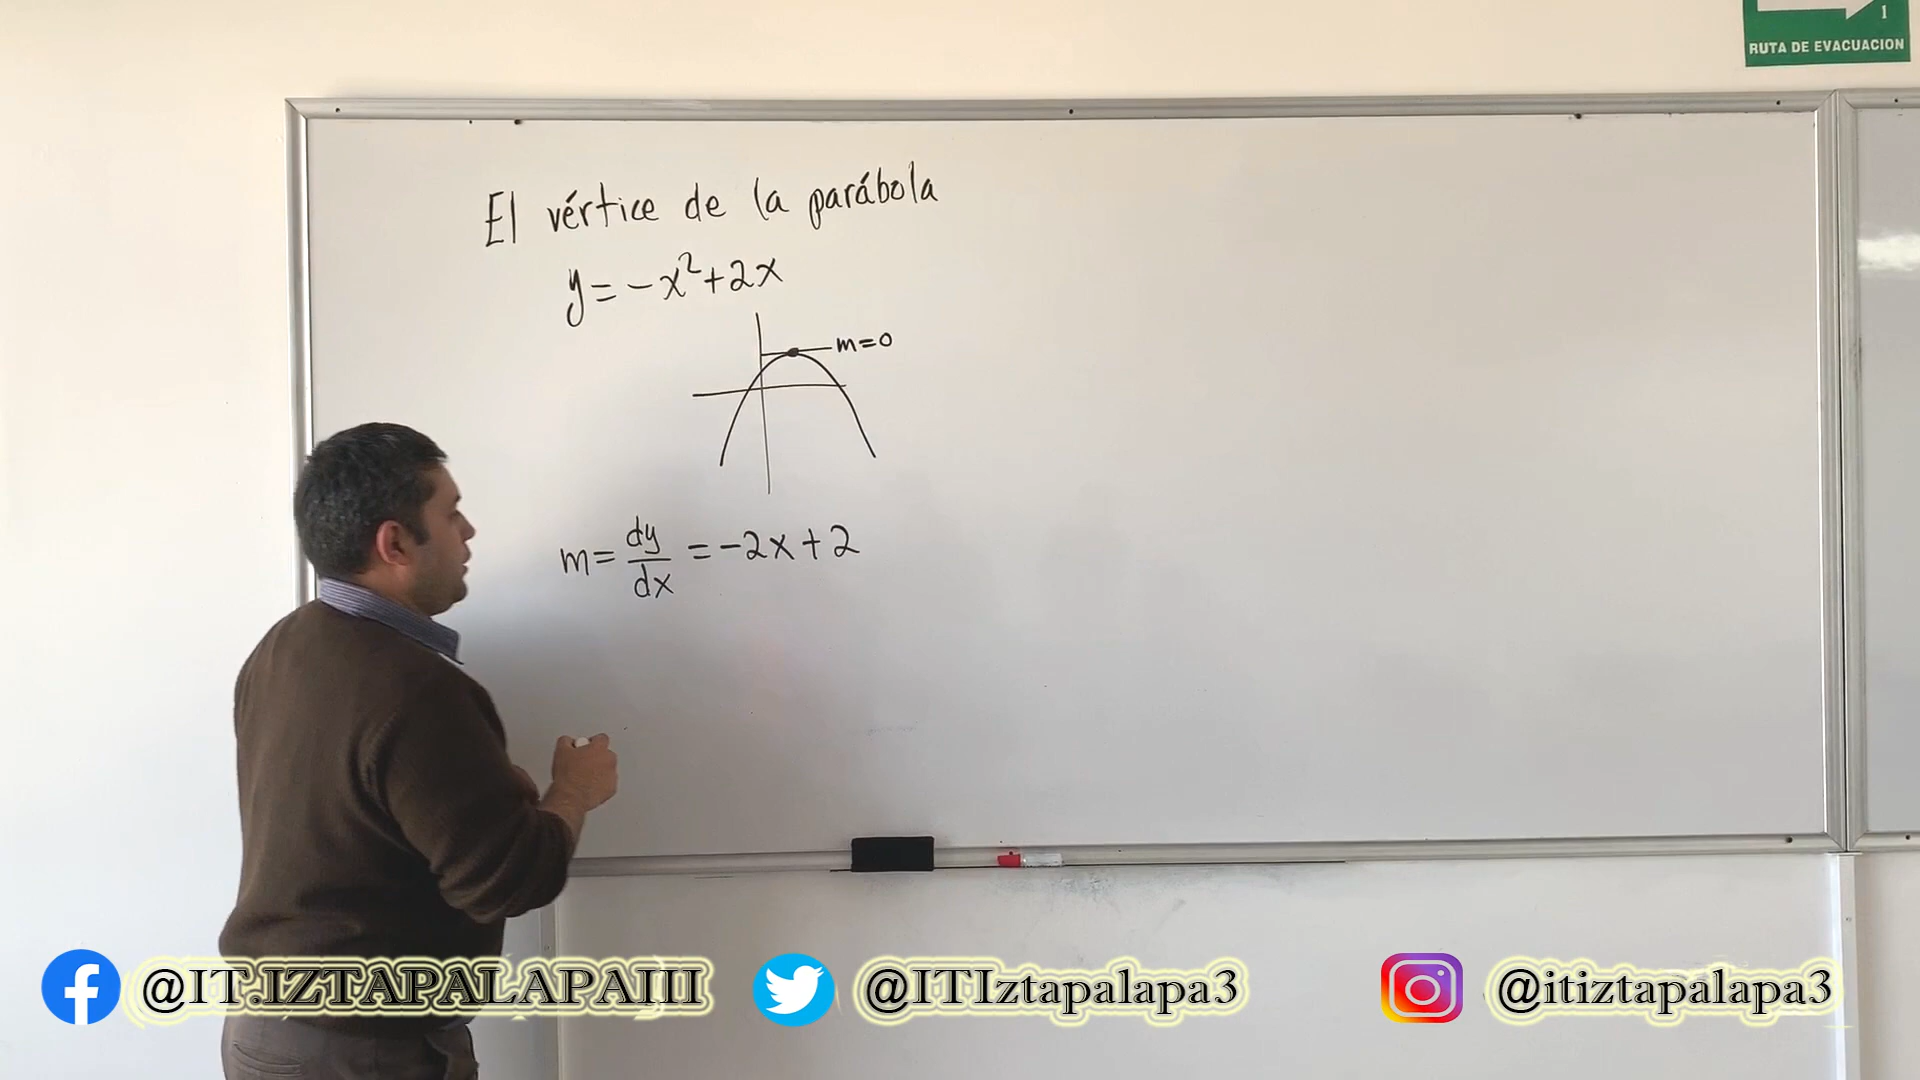 1
RUTA DE EVACUACION
El vértice de la parábola
y=-x²+2x
m=0
m=dy/dx=-2x+2
@IT.IZTAPALAPAIII
@ITIztapalapa3
@itiztapalapa3